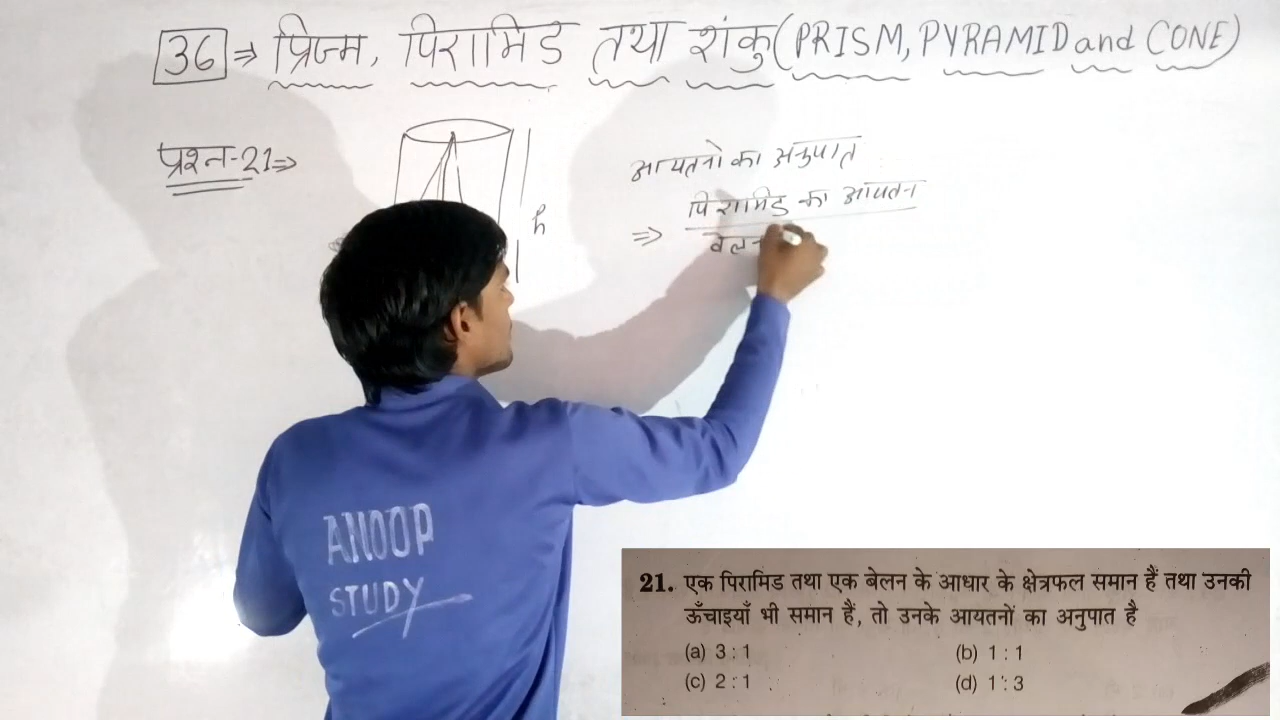 36 ⇒ प्रिज्म, पिरामिड तथा शंकु (PRISM, PYRAMID and CONE)
प्रश्न-21⇒
h
आयतनो का अनुपात
⇒ पिरामिड का आयतन
बेलन
ANOOP
STUDY
21. एक पिरामिड तथा एक बेलन के आधार के क्षेत्रफल समान हैं तथा उनकी
ऊँचाइयाँ भी समान हैं, तो उनके आयतनों का अनुपात है
(a) 3 : 1 (b) 1 : 1
(c) 2 : 1 (d) 1 : 3